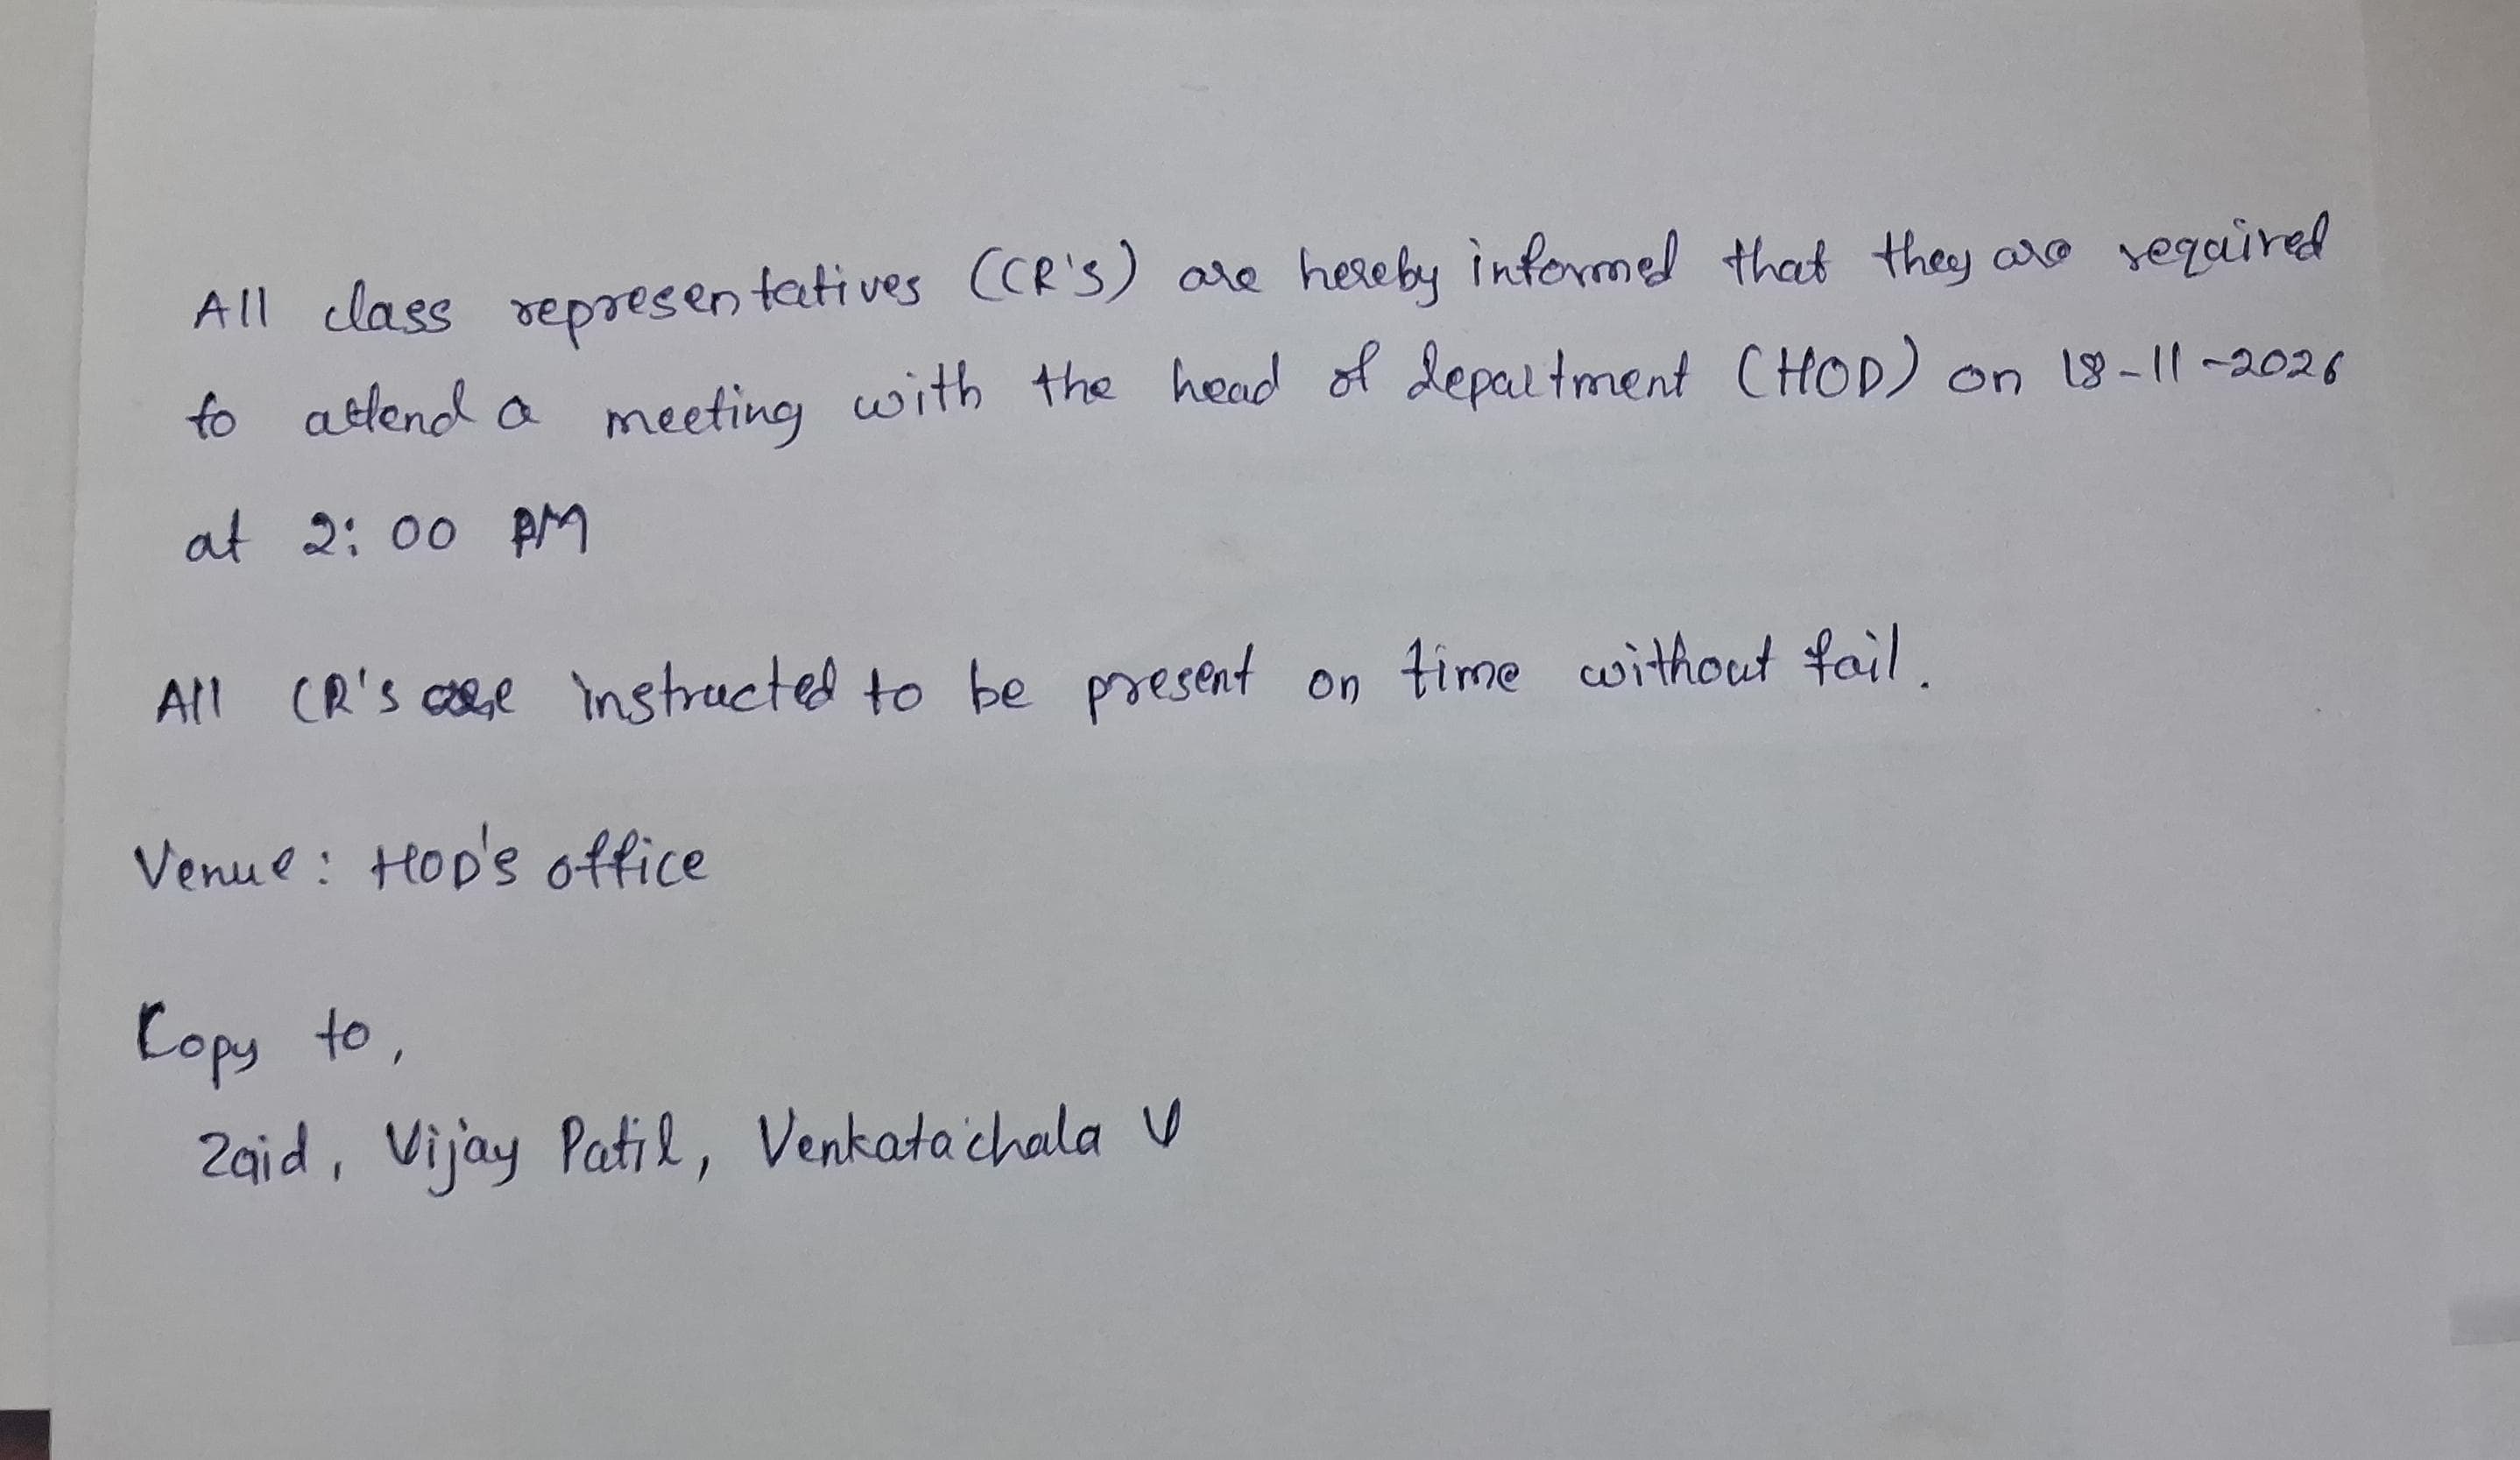 All class representatives (CR's) are hereby informed that they are required
to attend a meeting with the head of department (HOD) on 18-11-2026
at 2:00 PM
All CR's are instructed to be present on time without fail.
Venue: HOD's office
Copy to,
Zaid, Vijay Patil, Venkatachala V